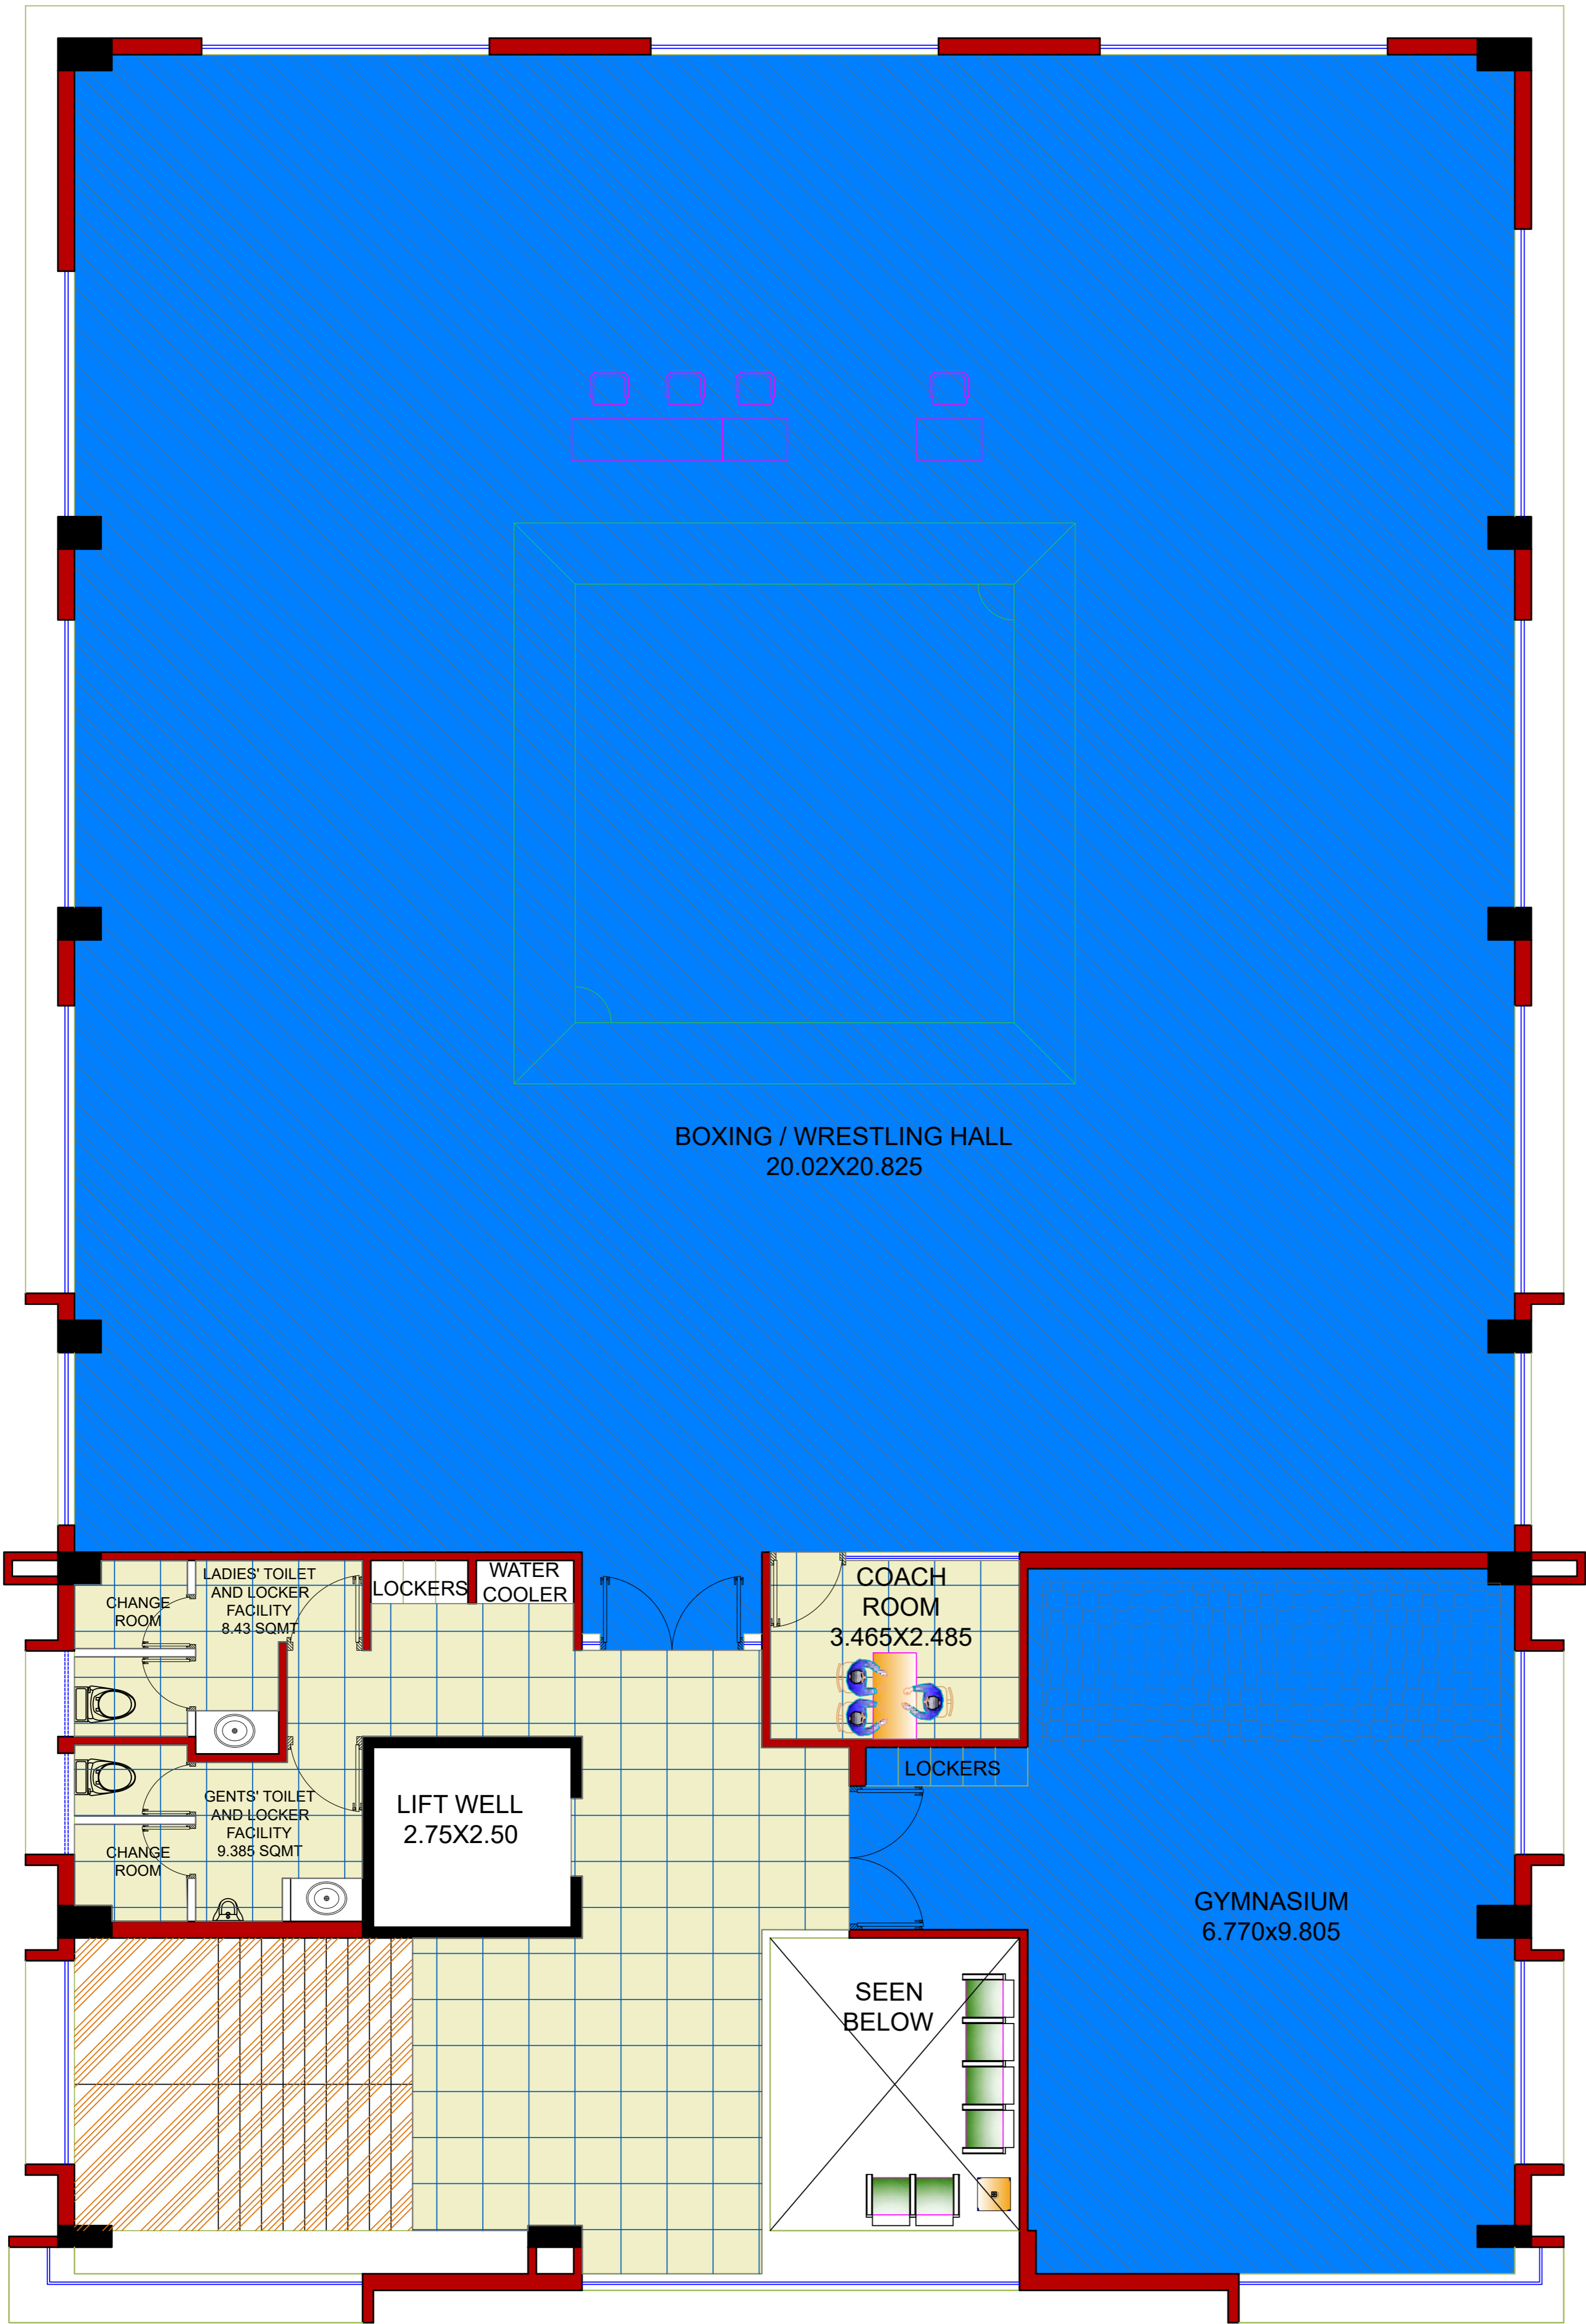 BOXING / WRESTLING HALL
20.02X20.825
LADIES' TOILET
AND LOCKER
FACILITY
8.43 SQMT
CHANGE
ROOM
LOCKERS
WATER
COOLER
COACH
ROOM
3.465X2.485
LOCKERS
LIFT WELL
2.75X2.50
GENTS' TOILET
AND LOCKER
FACILITY
9.385 SQMT
CHANGE
ROOM
GYMNASIUM
6.770x9.805
SEEN
BELOW